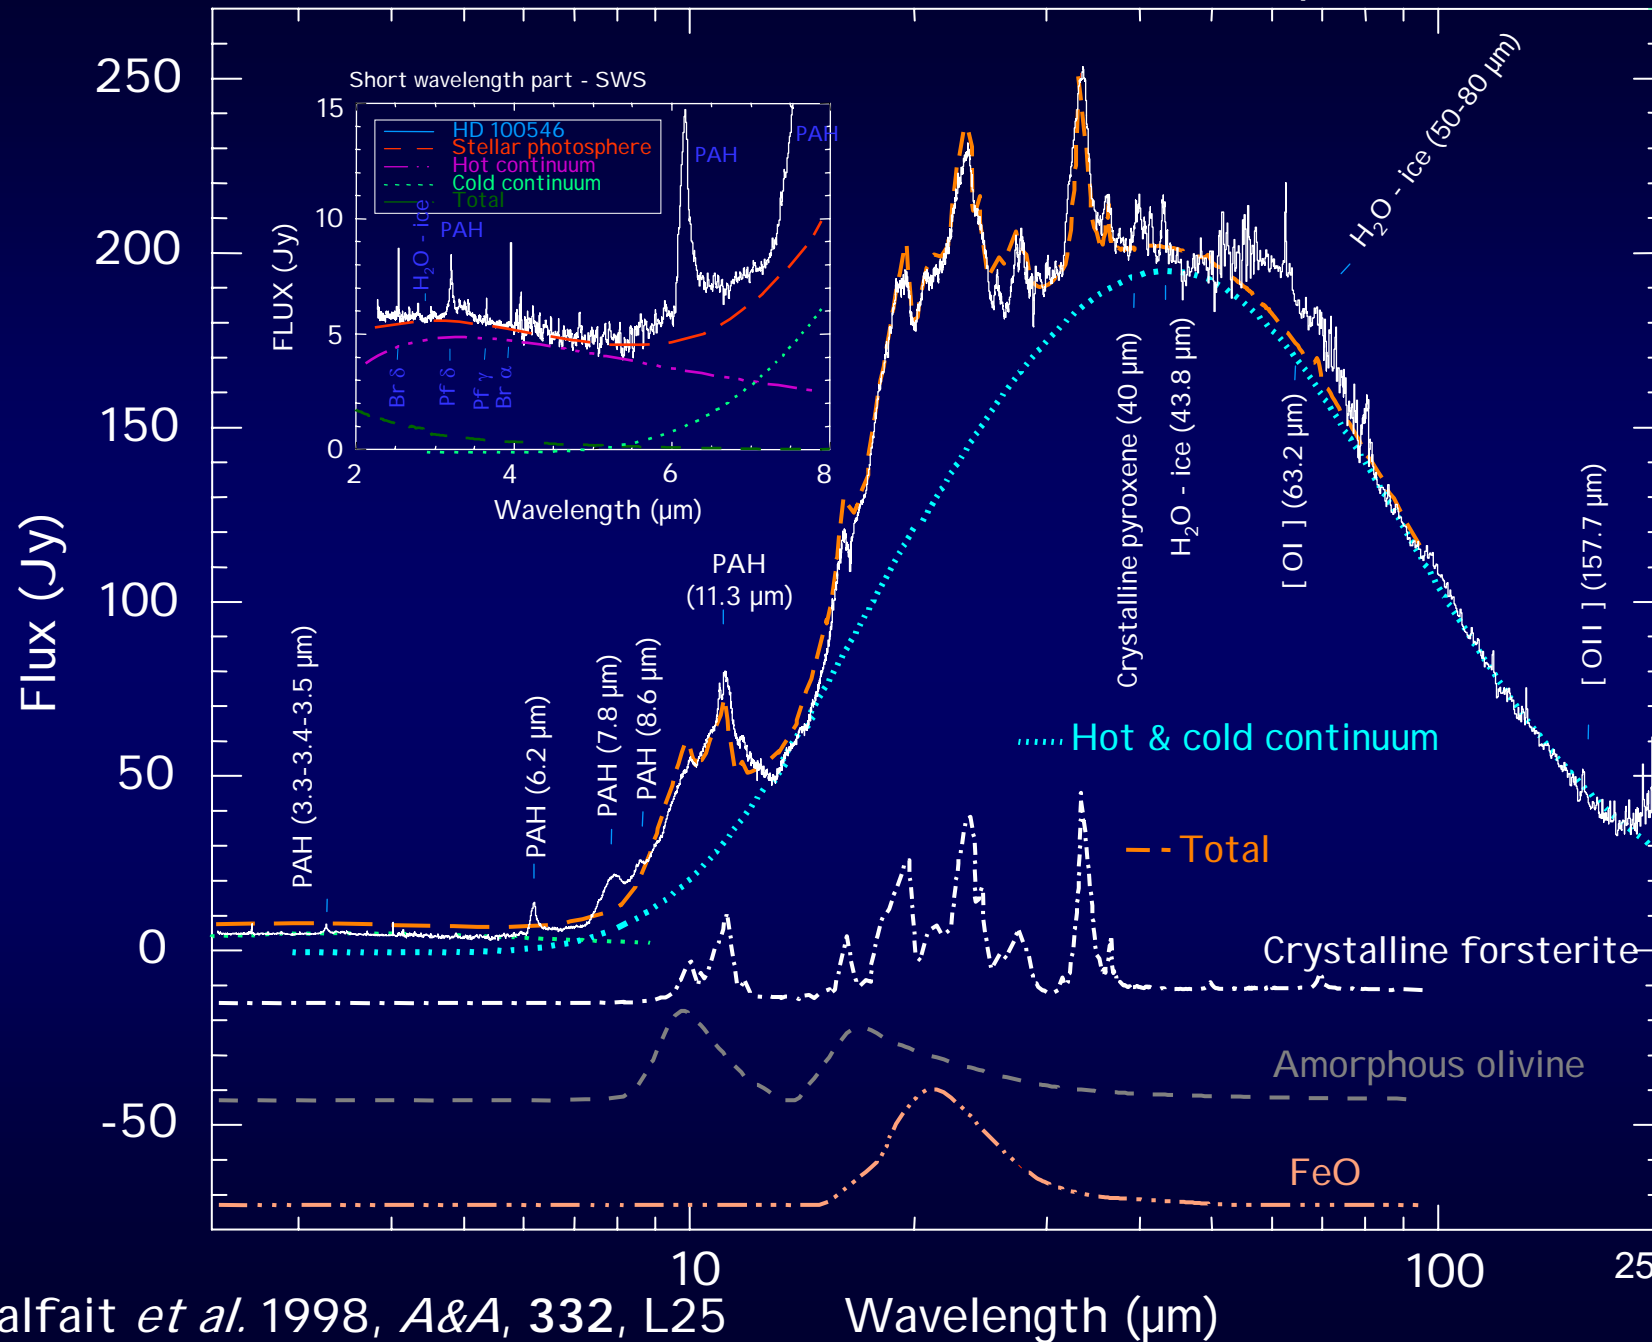 250
200
150
100
50
0
-50
Flux (Jy)
Short wavelength part - SWS
15
10
5
0
FLUX (Jy)
HD 100546
Stellar photosphere
Hot continuum
Cold continuum
Total
H₂O - ice
PAH
PAH
PAH
Br δ
Pf δ
Pf γ
Br α
2
4
6
8
Wavelength (µm)
H₂O - ice (50-80 µm)
PAH (3.3-3.4-3.5 µm)
PAH (6.2 µm)
PAH (7.8 µm)
PAH (8.6 µm)
PAH
(11.3 µm)
Crystalline pyroxene (40 µm)
H₂O - ice (43.8 µm)
[ OI ] (63.2 µm)
[ OIII ] (157.7 µm)
Hot & cold continuum
Total
Crystalline forsterite
Amorphous olivine
FeO
10
100
25
alfait et al. 1998, A&A, 332, L25
Wavelength (µm)